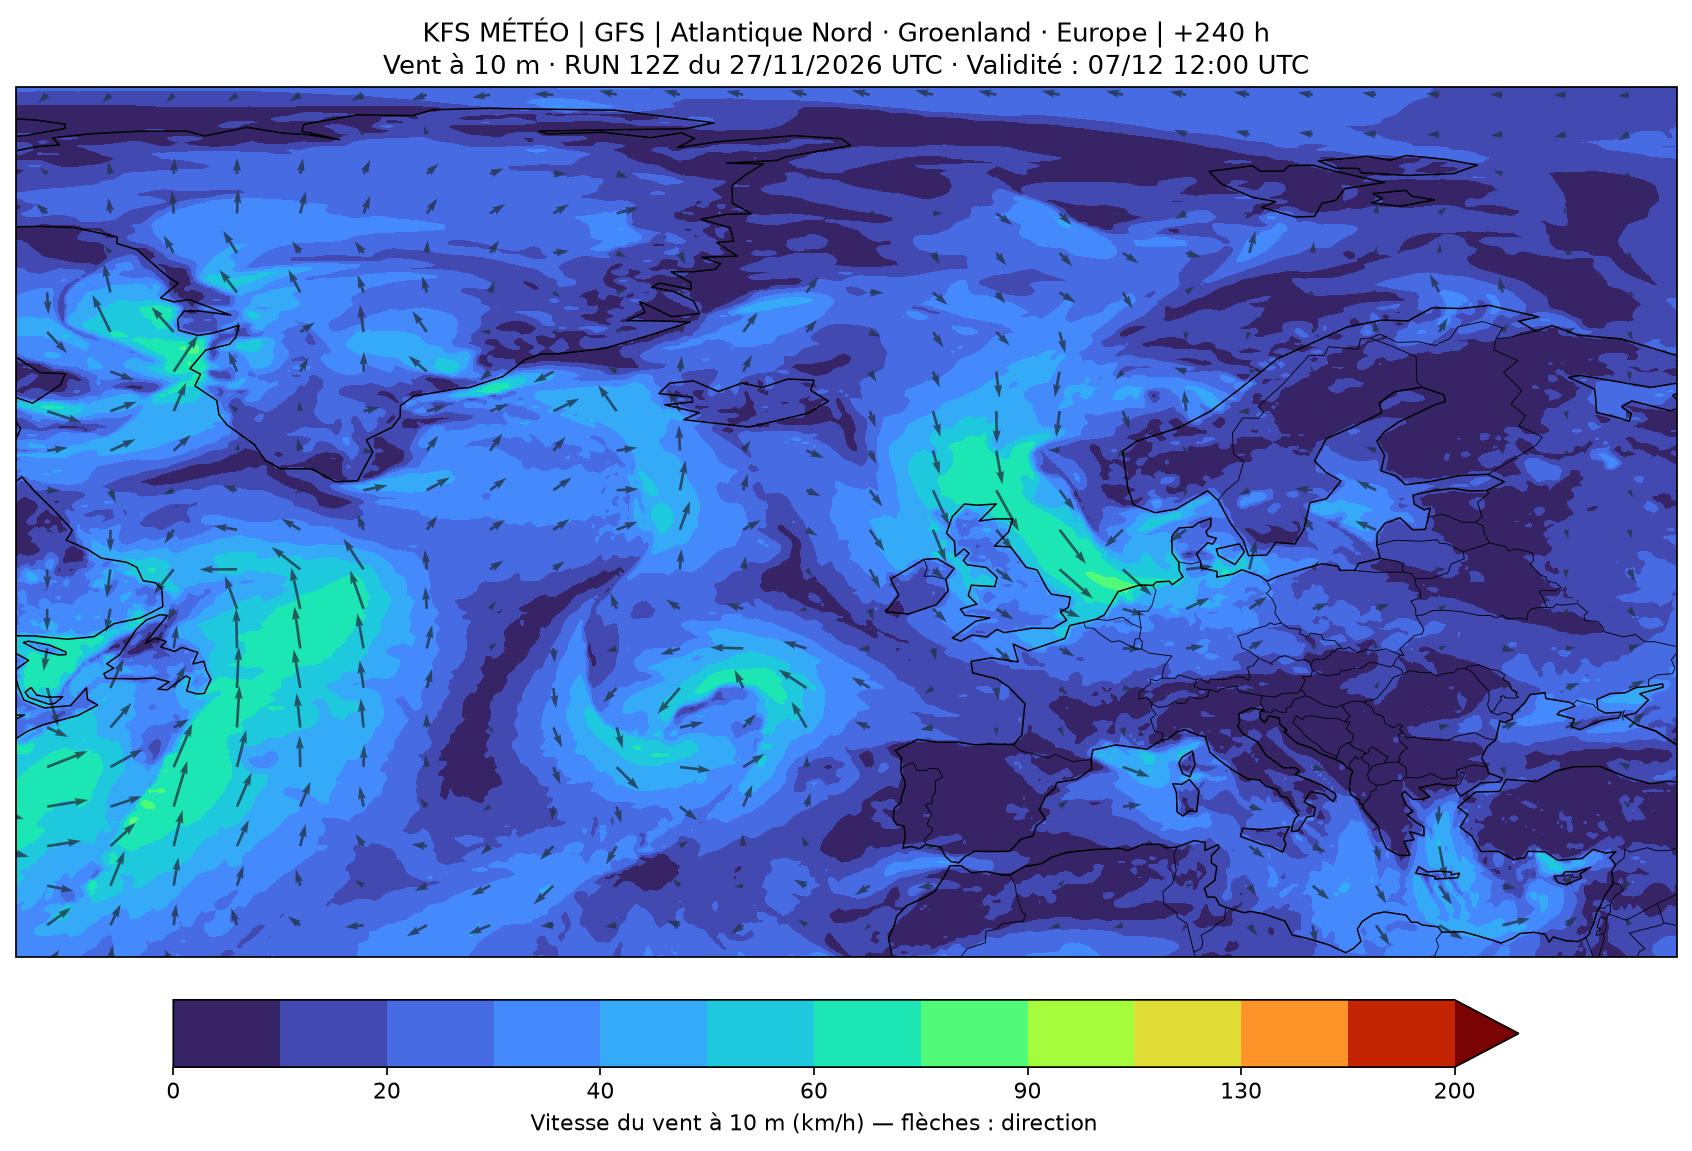 KFS MÉTÉO | GFS | Atlantique Nord · Groenland · Europe | +240 h
Vent à 10 m · RUN 12Z du 27/11/2026 UTC · Validité : 07/12 12:00 UTC
0 20 40 60 90 130 200
Vitesse du vent à 10 m (km/h) — flèches : direction